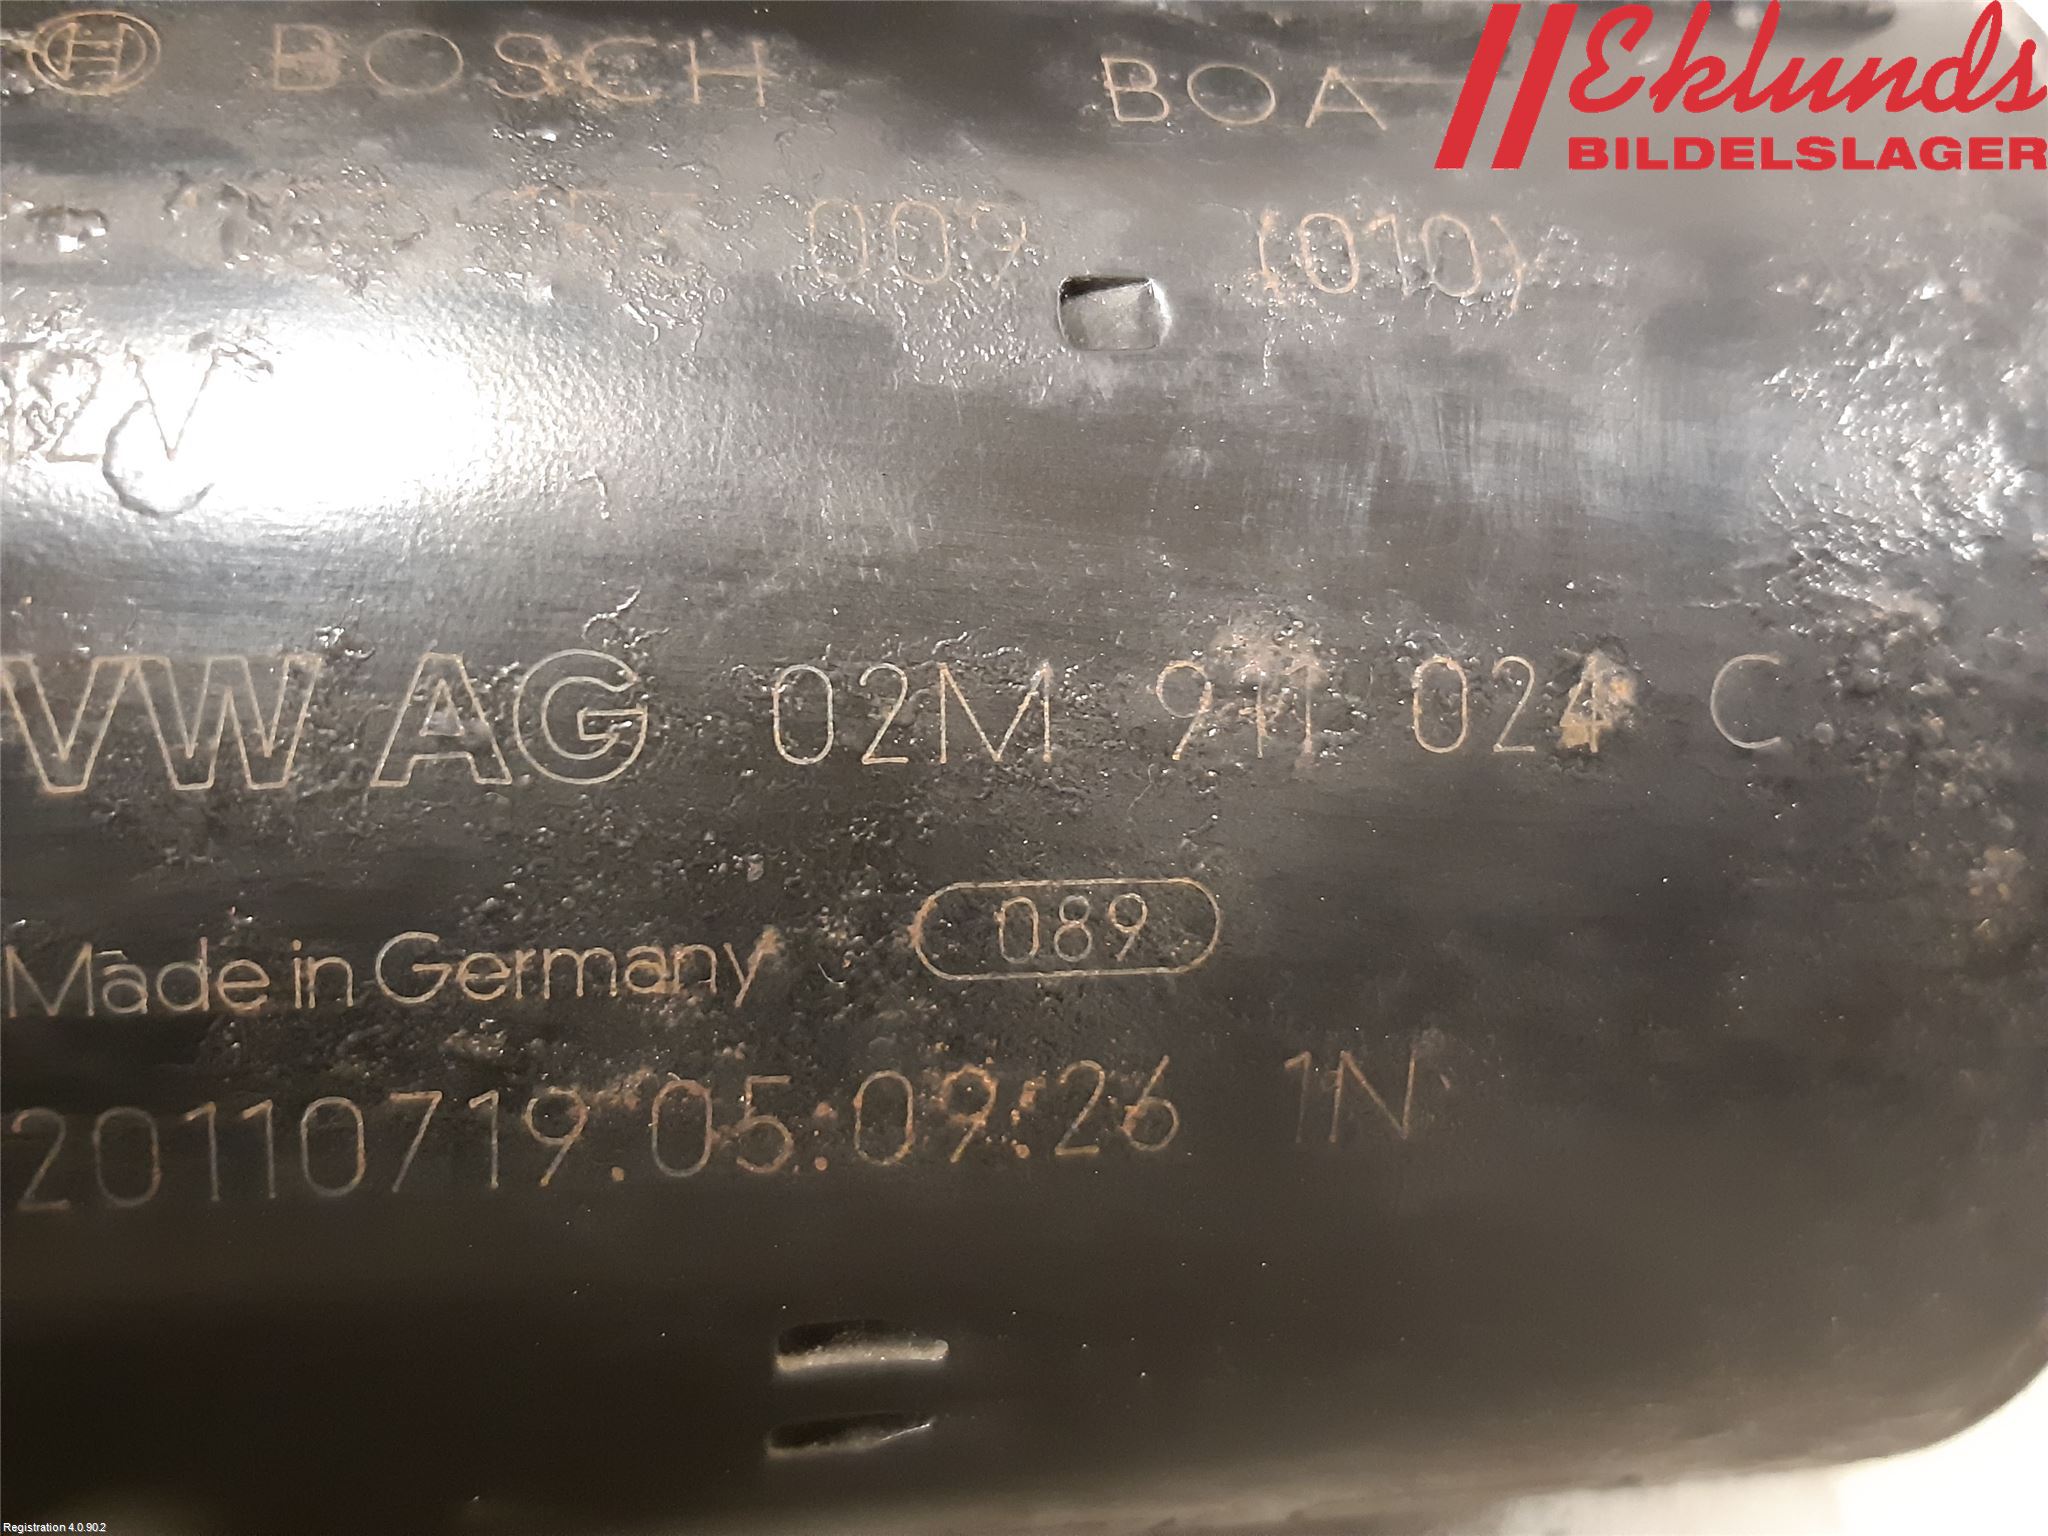 BOSCH BOA
009 (010)
12V
VW AG 02M 911 024 C
089
Made in Germany
20110719.05:09:26 1N
Eklunds
BILDELSLAGER
Registration 4.0.90.2